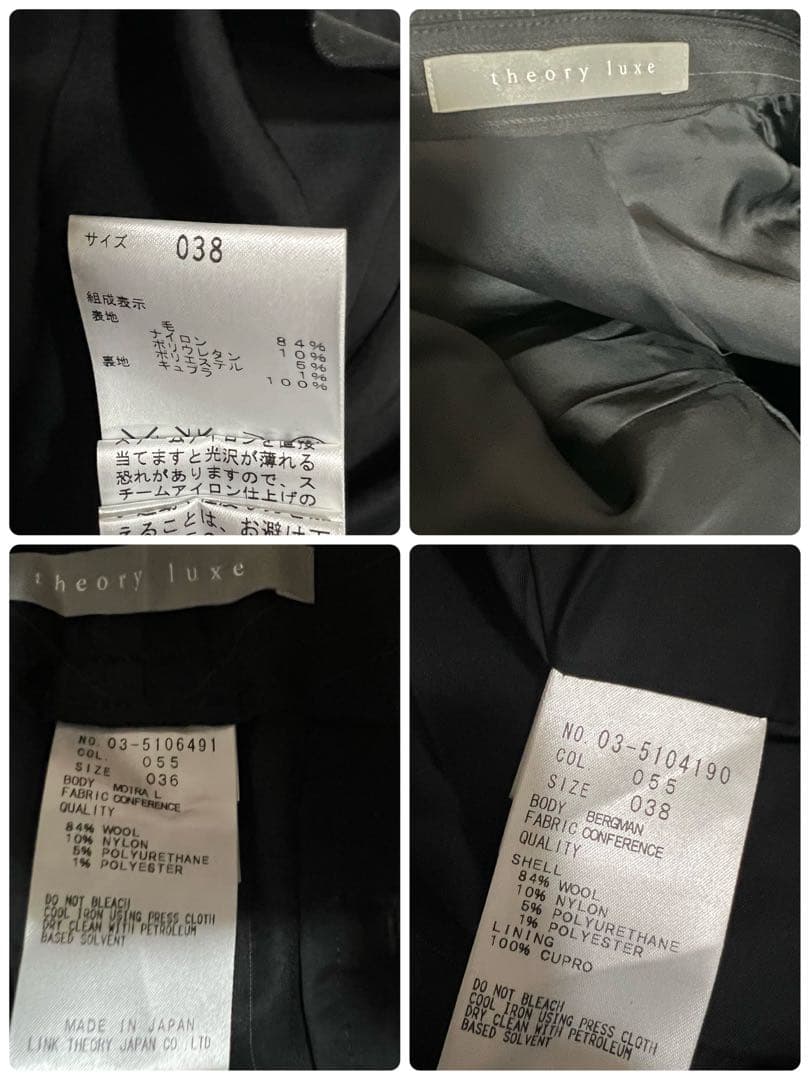 サイズ 038
組成表示
表地
毛 84%
ナイロン 10%
ポリウレタン 5%
ポリエステル 1%
裏地 キュプラ 100%
当てますと光沢が薄れる
恐れがありますので、ス
チームアイロン仕上げの
theory luxe
theory luxe
NO. 03-5106491
COL. 055
SIZE 036
BODY MOIRA L
FABRIC CONFERENCE
QUALITY
84% WOOL
10% NYLON
5% POLYURETHANE
1% POLYESTER
DO NOT BLEACH
COOL IRON USING PRESS CLOTH
DRY CLEAN WITH PETROLEUM
BASED SOLVENT
MADE IN JAPAN
LINK THEORY JAPAN CO LTD
NO. 03-5104190
COL 055
SIZE 038
BODY BERGMAN
FABRIC CONFERENCE
QUALITY
SHELL
84% WOOL
10% NYLON
5% POLYURETHANE
1% POLYESTER
LINING
100% CUPRO
DO NOT BLEACH
COOL IRON USING PRESS CLOTH
DRY CLEAN WITH PETROLEUM
BASED SOLVENT